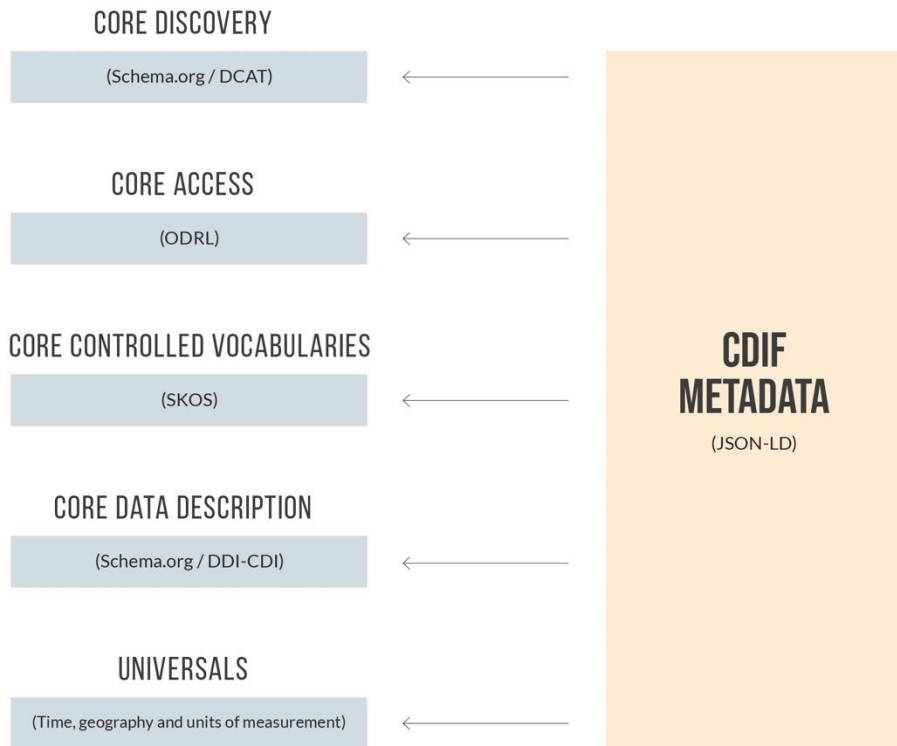 CORE DISCOVERY
(Schema.org / DCAT)
CORE ACCESS
(ODRL)
CORE CONTROLLED VOCABULARIES
(SKOS)
CORE DATA DESCRIPTION
(Schema.org / DDI-CDI)
UNIVERSALS
(Time, geography and units of measurement)
CDIF
METADATA
(JSON-LD)